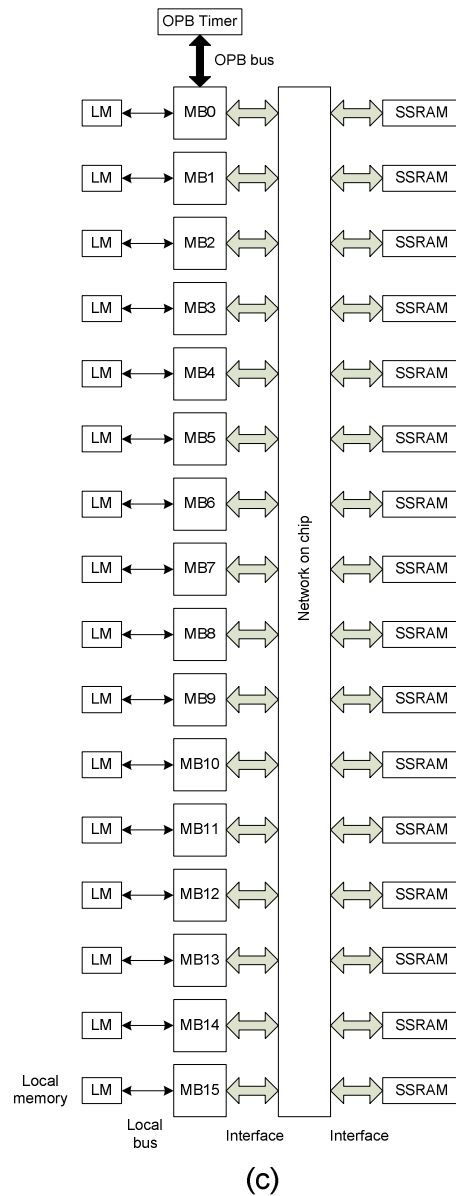 OPB Timer
OPB bus
LM MB0 SSRAM
LM MB1 SSRAM
LM MB2 SSRAM
LM MB3 SSRAM
LM MB4 SSRAM
LM MB5 SSRAM
LM MB6 SSRAM
Network on chip
LM MB7 SSRAM
LM MB8 SSRAM
LM MB9 SSRAM
LM MB10 SSRAM
LM MB11 SSRAM
LM MB12 SSRAM
LM MB13 SSRAM
LM MB14 SSRAM
LM MB15 SSRAM
Local
memory
Local
bus
Interface
Interface
(c)